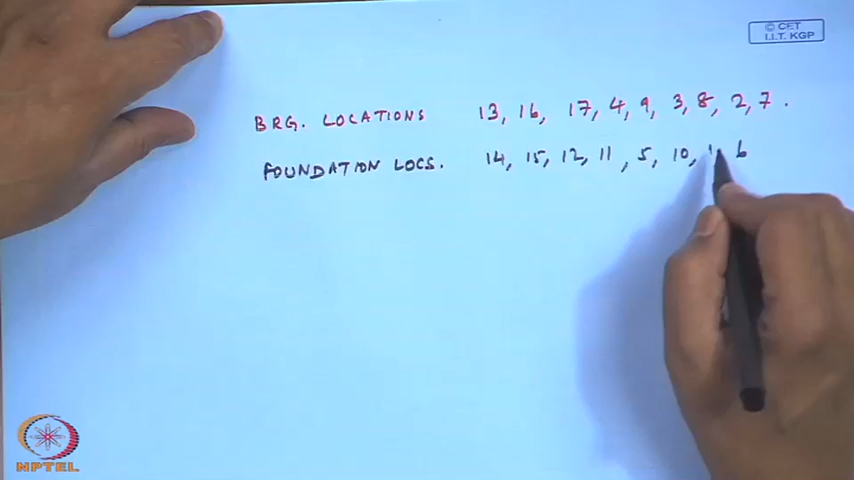 © CET
I.I.T. KGP
BRG. LOCATIONS 13, 16, 17, 4, 9, 3, 8, 2, 7.
FOUNDATION LOCS. 14, 15, 12, 11, 5, 10, 6
NPTEL